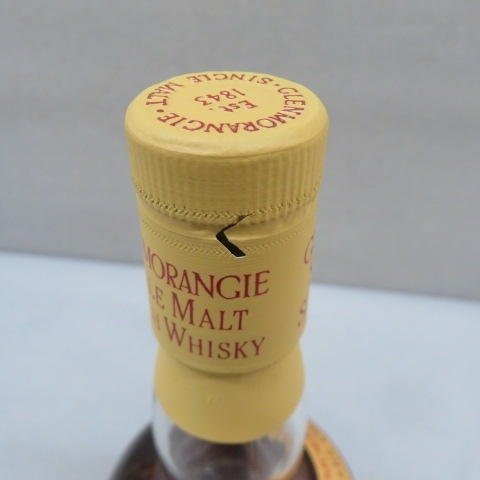 GLENMORANGIE · SINGLE MALT ·
Est.
1843
MORANGIE
LE MALT
WHISKY
G
S